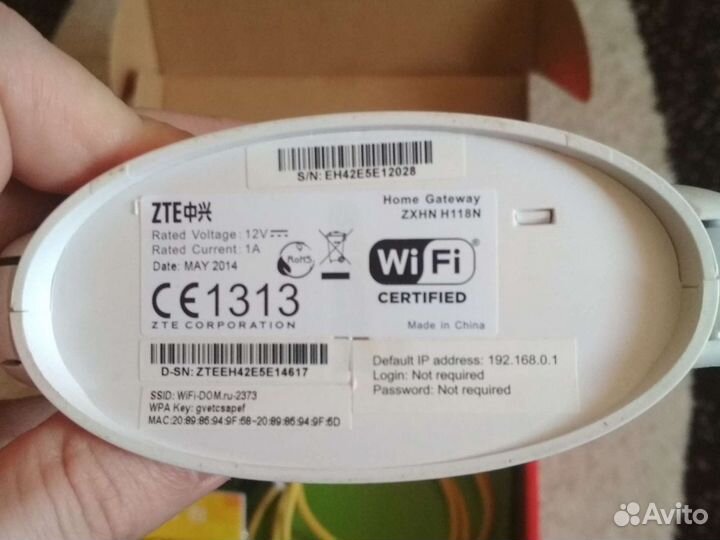 S/N: EH42E5E12028
ZTE中兴
Home Gateway
ZXHN H118N
Rated Voltage: 12V
Rated Current: 1A
Date: MAY 2014
RoHS
WiFi
®
CERTIFIED
CE1313
ZTE CORPORATION
Made in China
D-SN: ZTEEH42E5E14617
Default IP address: 192.168.0.1
Login: Not required
Password: Not required
SSID: WiFi-DOM.ru-2373
WPA Key: gvetcsapef
MAC:20:89:86:94:9F:58-20:89:86:94:9F:5D
Avito